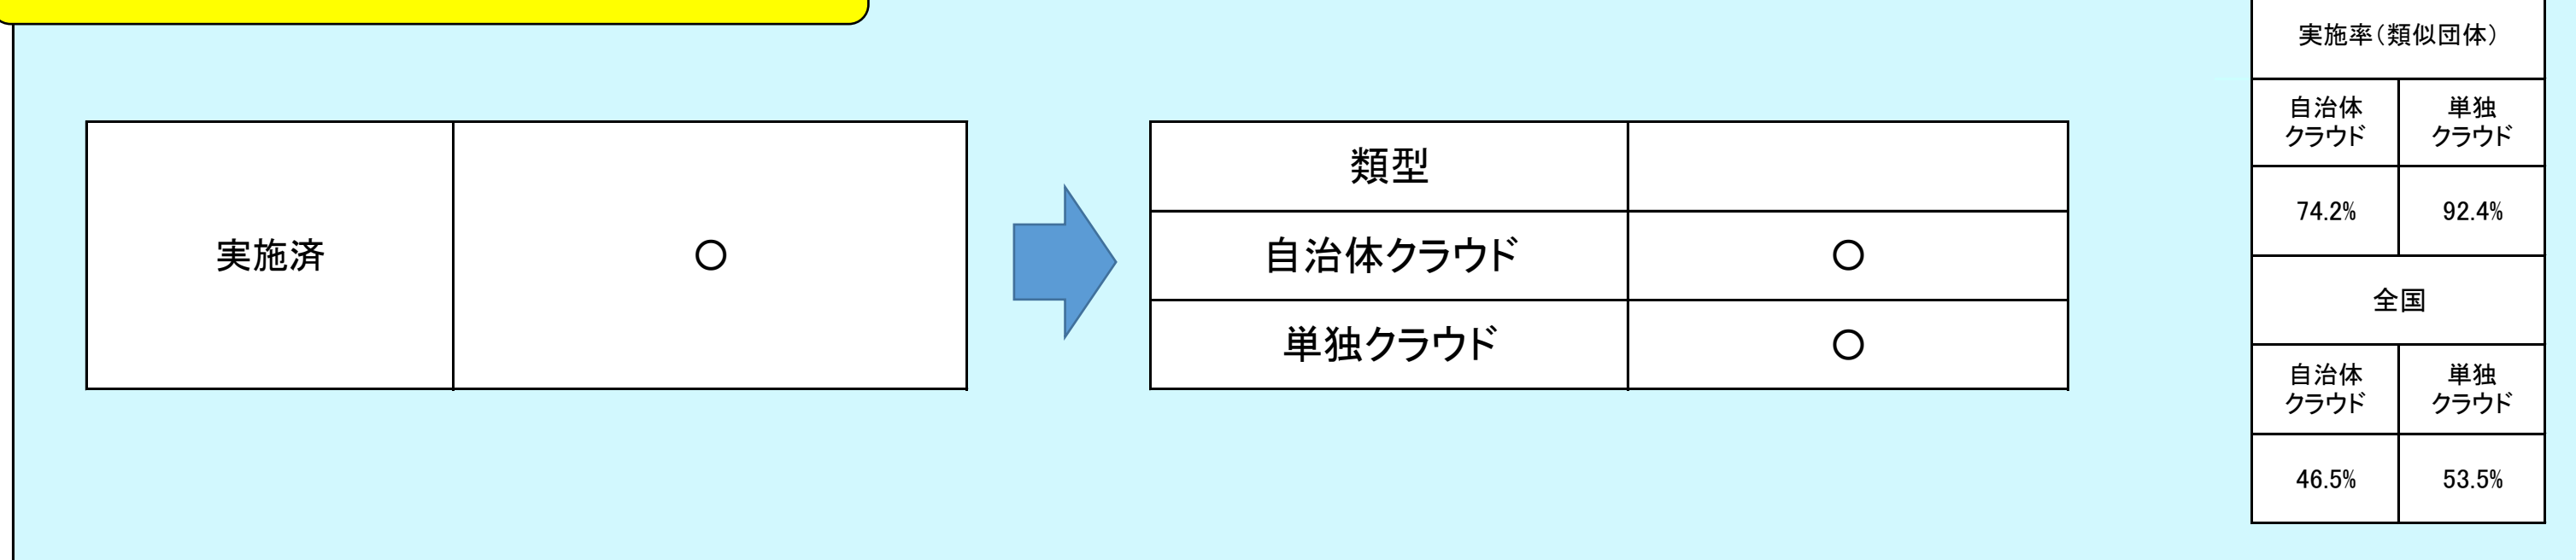 実施済
○
類型
自治体クラウド
○
単独クラウド
○
実施率(類似団体)
自治体
クラウド
単独
クラウド
74.2%
92.4%
全国
自治体
クラウド
単独
クラウド
46.5%
53.5%